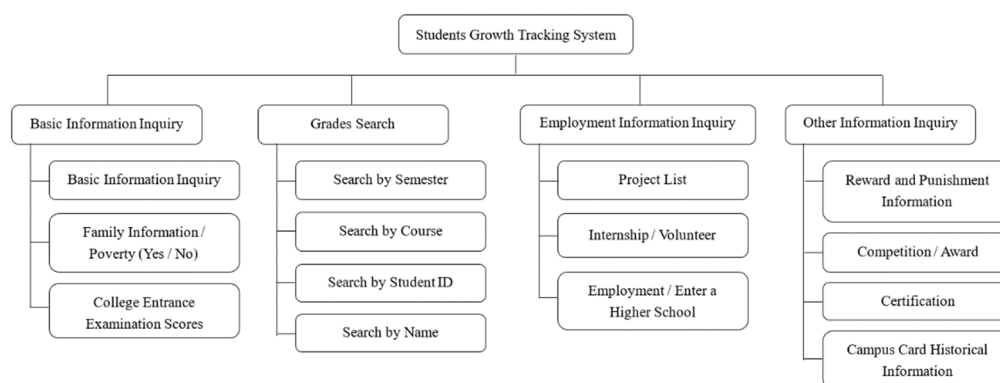 Students Growth Tracking System
Basic Information Inquiry
Grades Search
Employment Information Inquiry
Other Information Inquiry
Basic Information Inquiry
Family Information /
Poverty (Yes / No)
College Entrance
Examination Scores
Search by Semester
Search by Course
Search by Student ID
Search by Name
Project List
Internship / Volunteer
Employment / Enter a
Higher School
Reward and Punishment
Information
Competition / Award
Certification
Campus Card Historical
Information